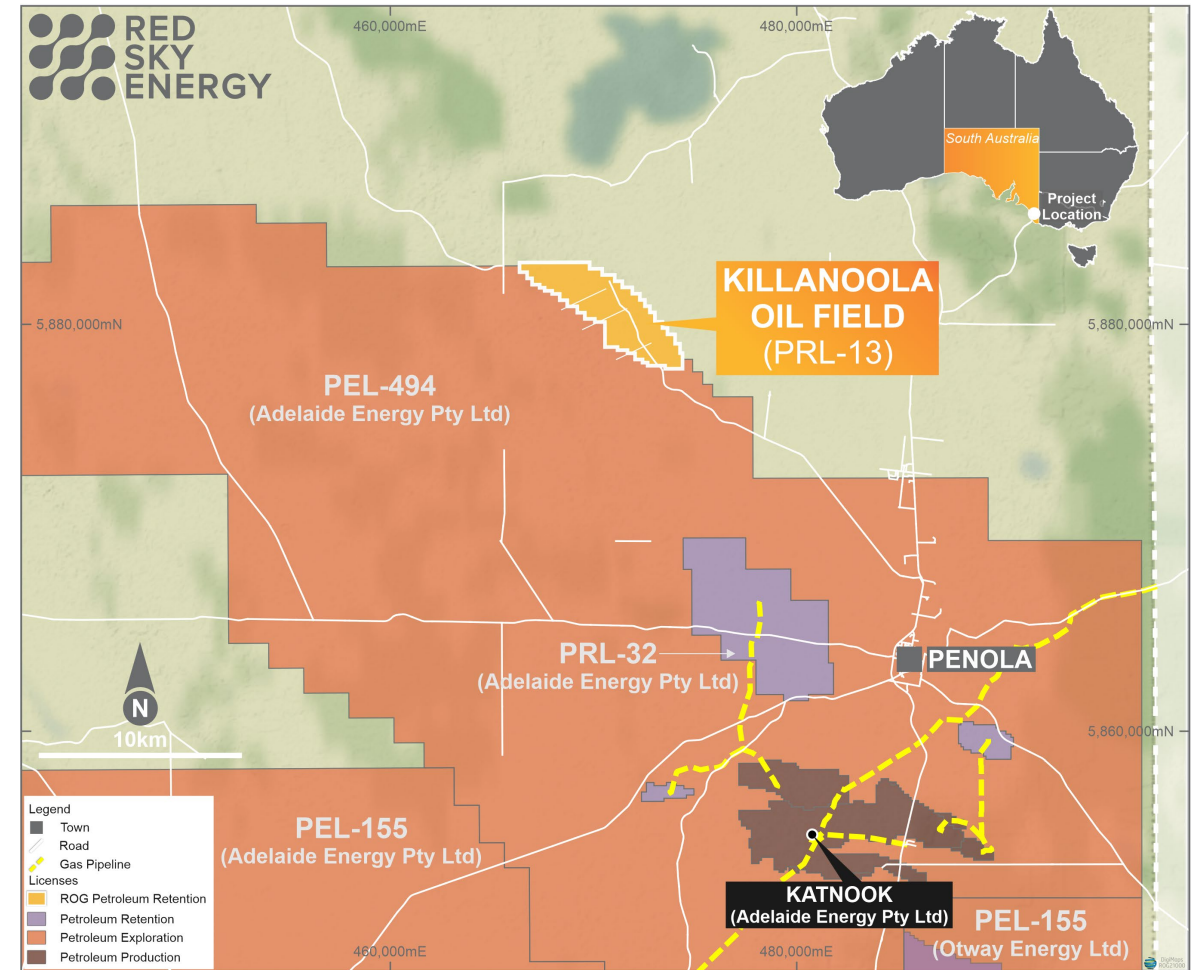 RED
SKY
ENERGY
460,000mE
480,000mE
South Australia
Project
Location
KILLANOOLA
OIL FIELD
(PRL-13)
5,880,000mN
5,880,000mN
PEL-494
(Adelaide Energy Pty Ltd)
PRL-32
(Adelaide Energy Pty Ltd)
PENOLA
N
10km
5,860,000mN
Legend
Town
Road
Gas Pipeline
Licenses
ROG Petroleum Retention
Petroleum Retention
Petroleum Exploration
Petroleum Production
PEL-155
(Adelaide Energy Pty Ltd)
KATNOOK
(Adelaide Energy Pty Ltd)
PEL-155
(Otway Energy Ltd)
460,000mE
480,000mE
DigMaps